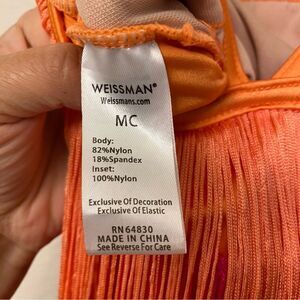 WEISSMAN®
Weissmans.com
MC
Body:
82%Nylon
18%Spandex
Inset:
100%Nylon
Exclusive Of Decoration
Exclusive Of Elastic
RN 64830
MADE IN CHINA
See Reverse For Care